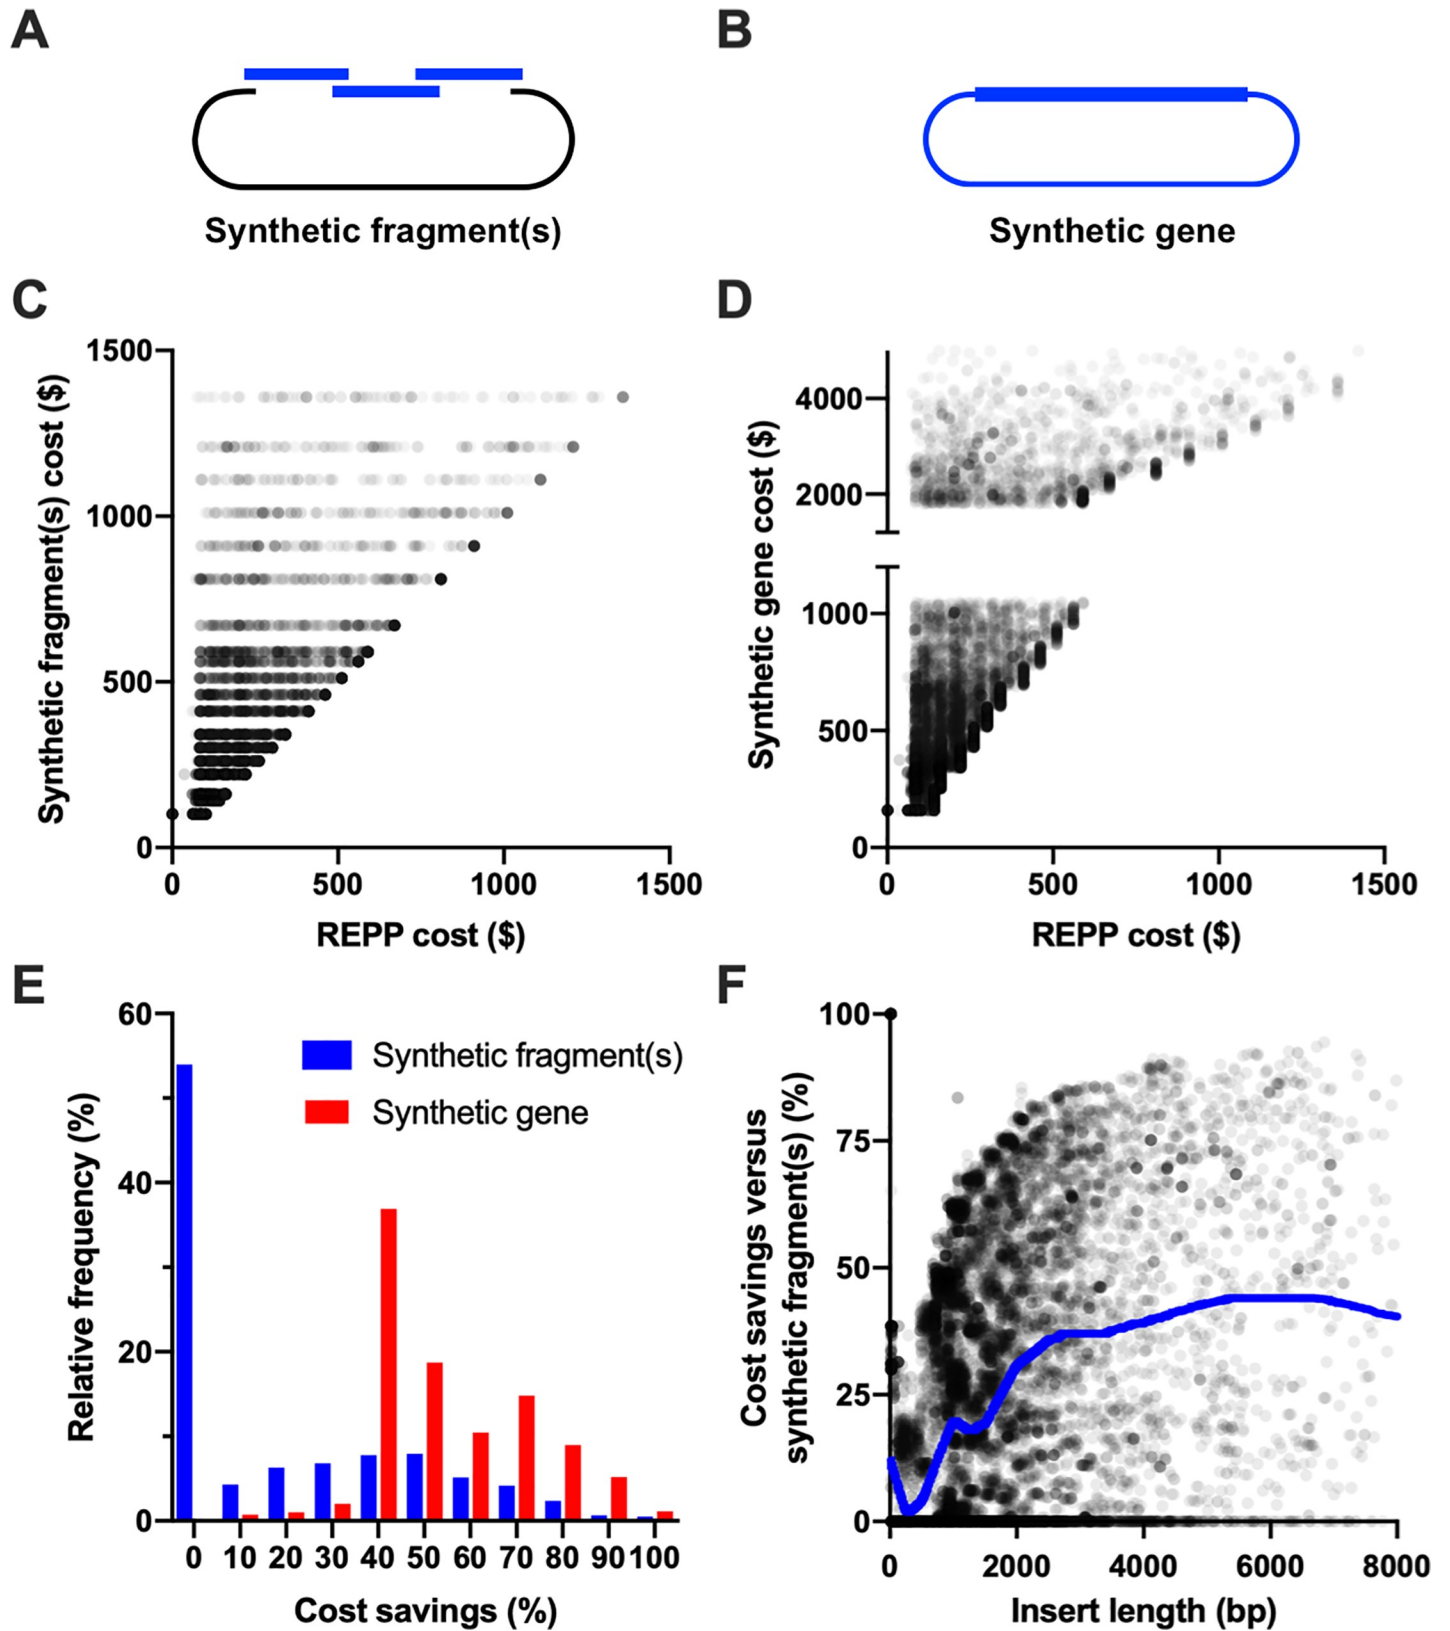 A
B
Synthetic fragment(s)
Synthetic gene
C
Synthetic fragment(s) cost ($)
1500
1000
500
0
0 500 1000 1500
REPP cost ($)
D
Synthetic gene cost ($)
4000
2000
1000
500
0
0 500 1000 1500
REPP cost ($)
E
Relative frequency (%)
60
40
20
0
Synthetic fragment(s)
Synthetic gene
0 10 20 30 40 50 60 70 80 90 100
Cost savings (%)
F
Cost savings versus
synthetic fragment(s) (%)
100
75
50
25
0
0 2000 4000 6000 8000
Insert length (bp)